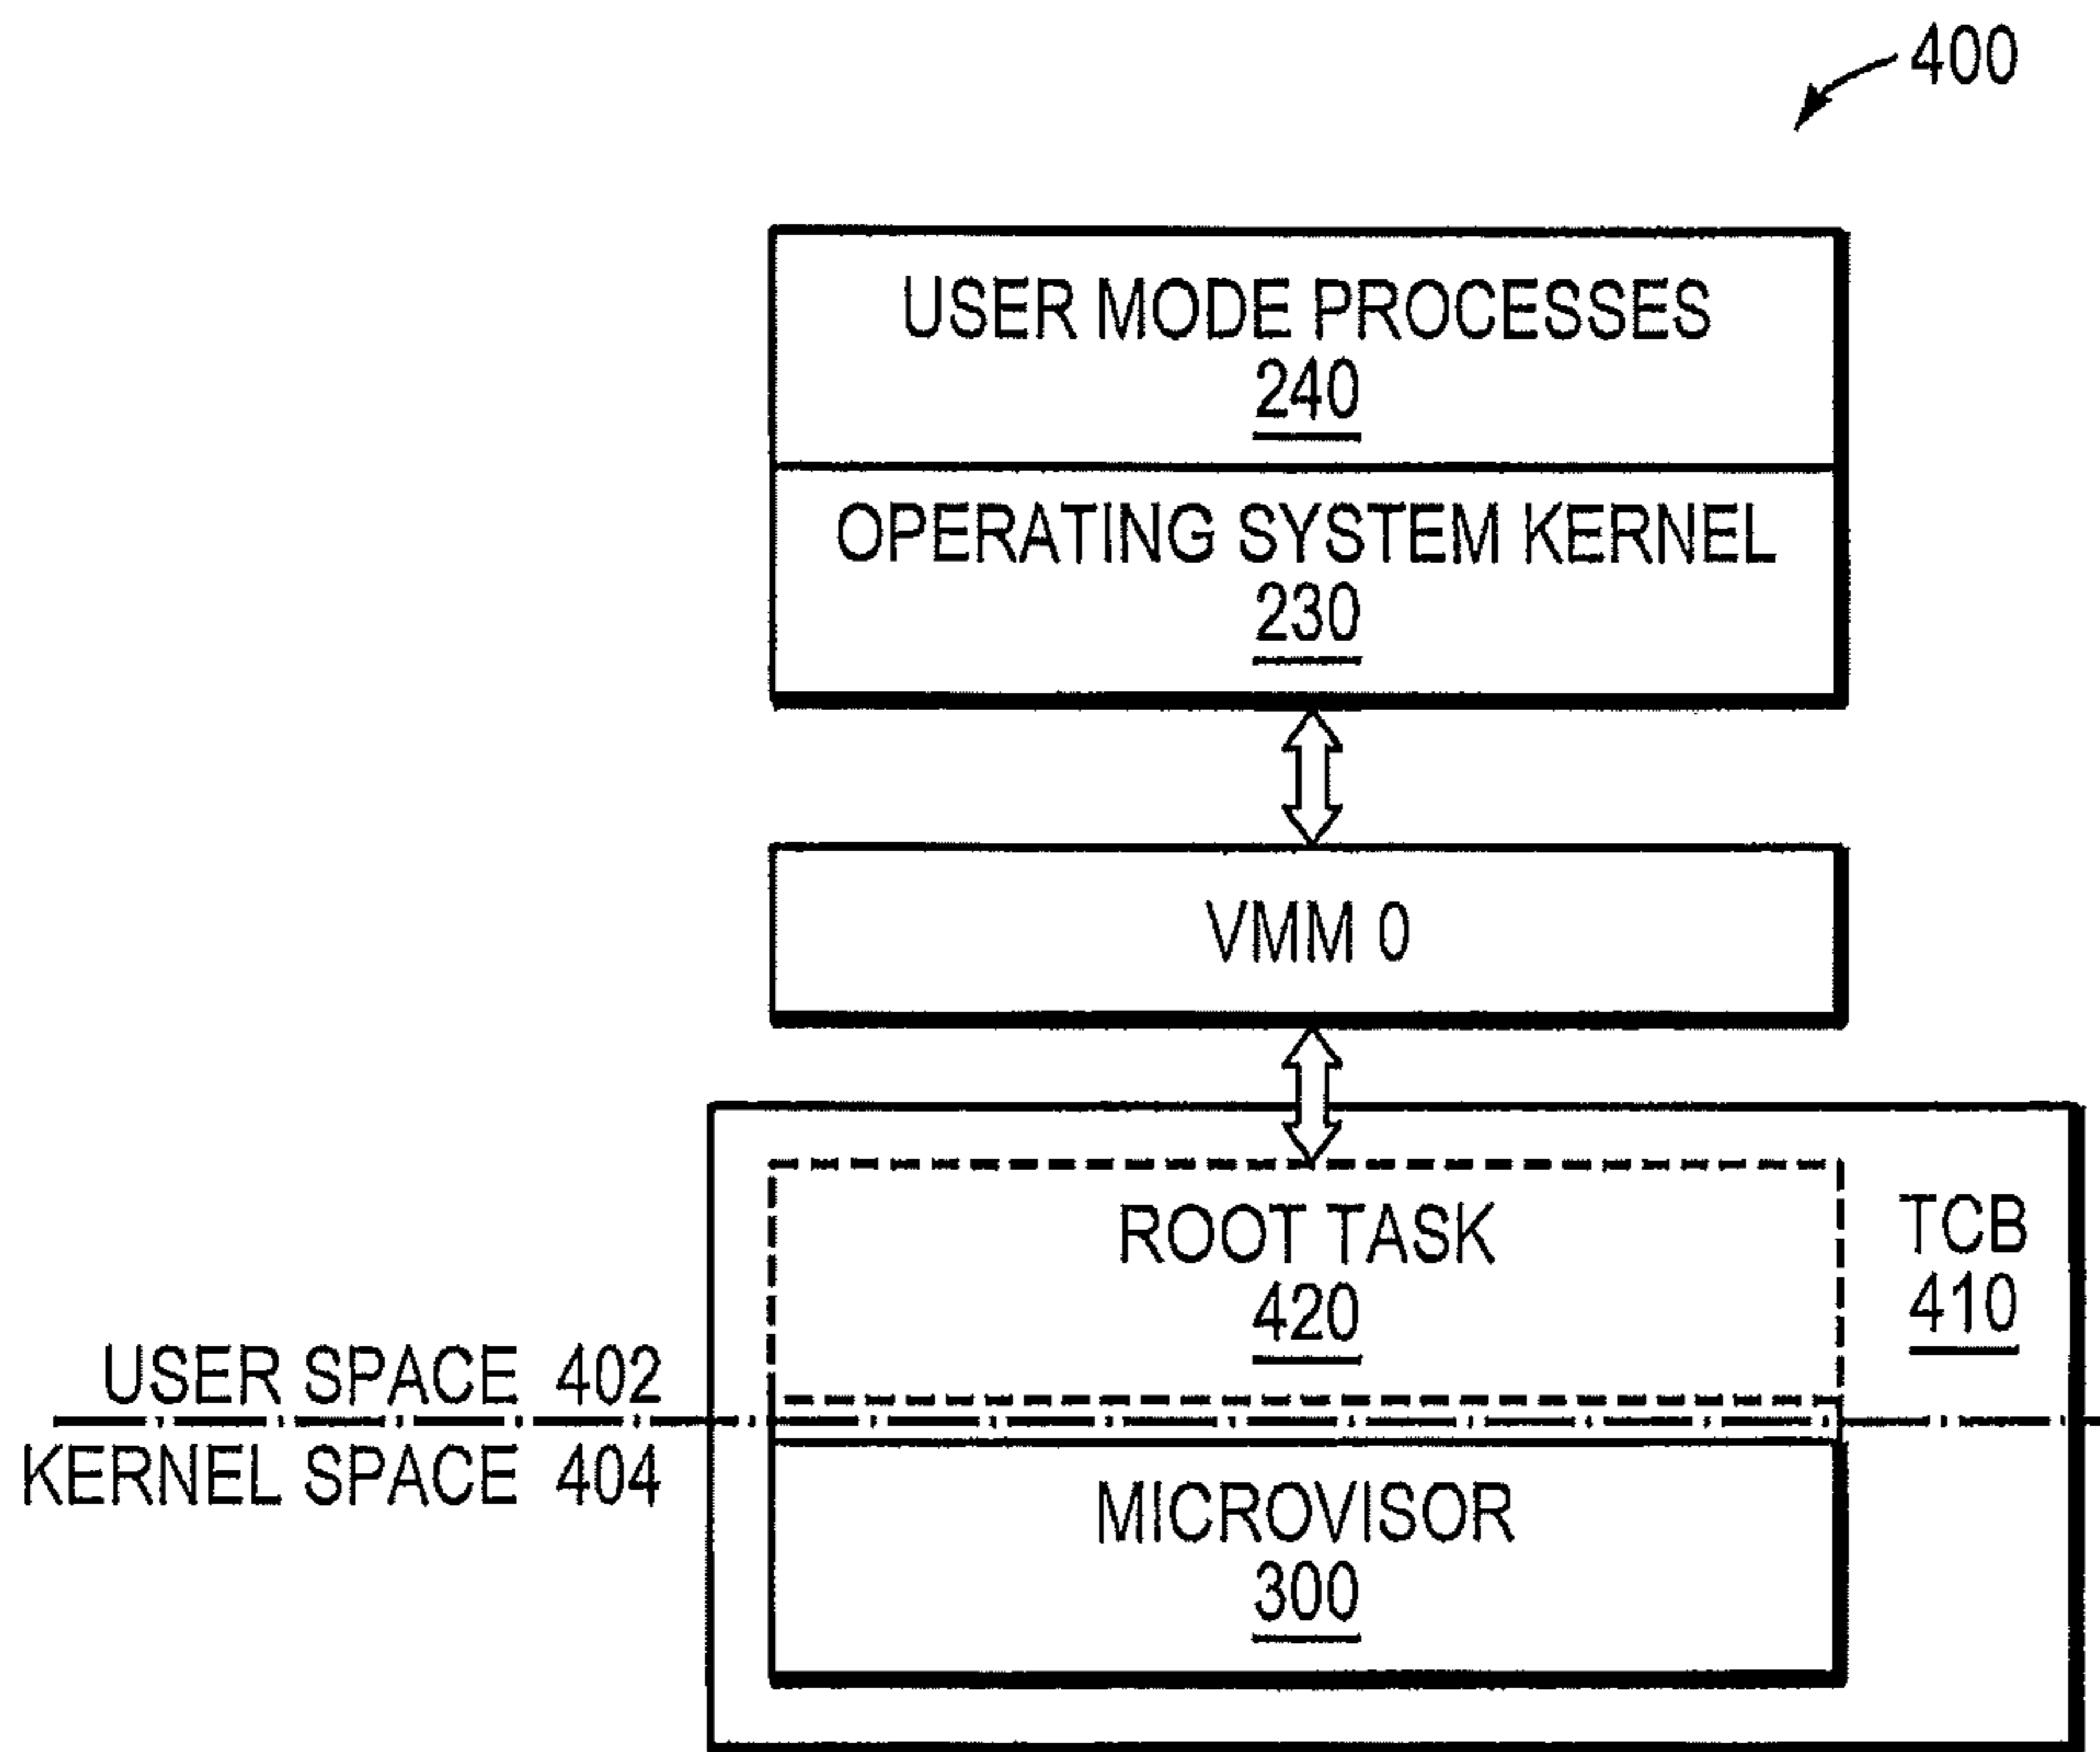 400
USER MODE PROCESSES
240
OPERATING SYSTEM KERNEL
230
VMM 0
ROOT TASK
420
TCB
410
USER SPACE 402
KERNEL SPACE 404
MICROVISOR
300